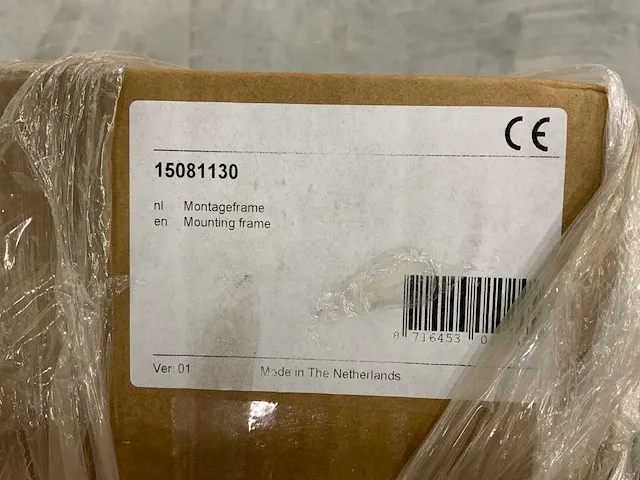 CE
15081130
nl Montageframe
en Mounting frame
8 716453 0
Ver: 01 Made in The Netherlands